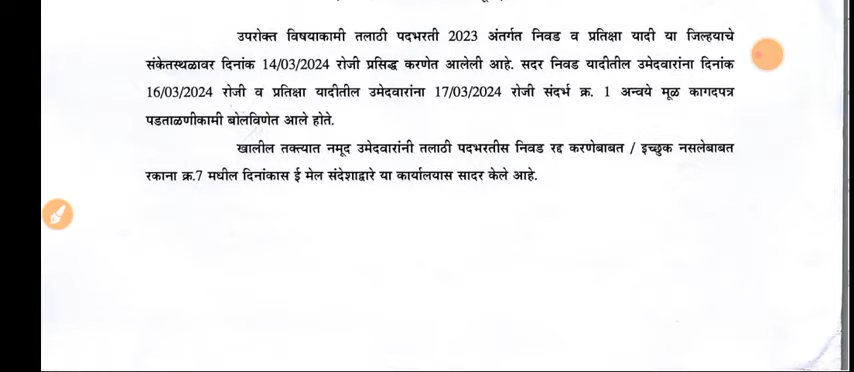 उपरोक्त विषयाकामी तलाठी पदभरती 2023 अंतर्गत निवड व प्रतिक्षा यादी या जिल्हयाचे
संकेतस्थळावर दिनांक 14/03/2024 रोजी प्रसिद्ध करणेत आलेली आहे. सदर निवड यादीतील उमेदवारांना दिनांक
16/03/2024 रोजी व प्रतिक्षा यादीतील उमेदवारांना 17/03/2024 रोजी संदर्भ क्र. 1 अन्वये मूळ कागदपत्र
पडताळणीकामी बोलविणेत आले होते.
खालील तक्त्यात नमूद उमेदवारांनी तलाठी पदभरतीस निवड रद्द करणेबाबत / इच्छुक नसलेबाबत
रकाना क्र.7 मधील दिनांकास ई मेल संदेशाद्वारे या कार्यालयास सादर केले आहे.